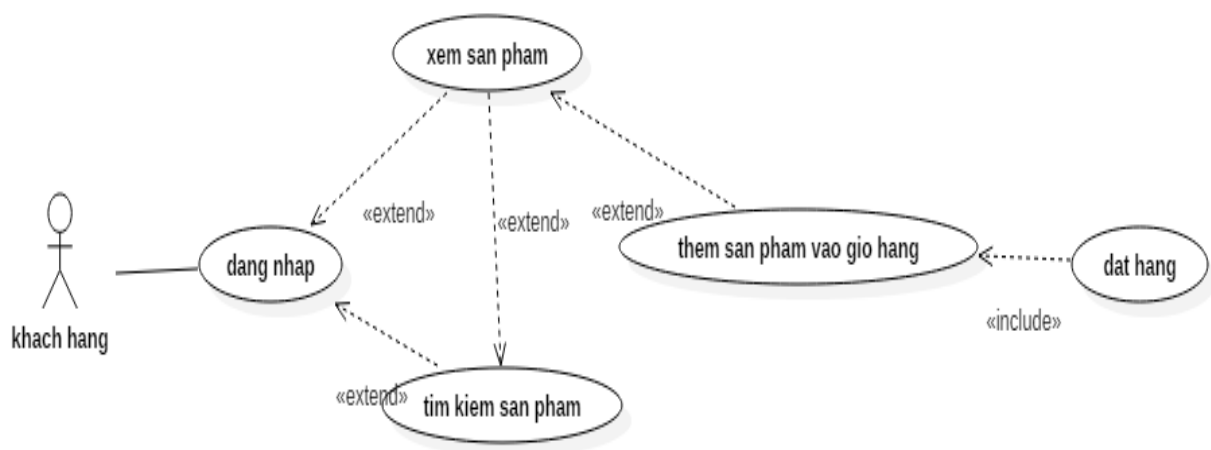 xem san pham
«extend»
«extend»
«extend»
them san pham vao gio hang
dang nhap
dat hang
khach hang
«include»
«extend»
tim kiem san pham